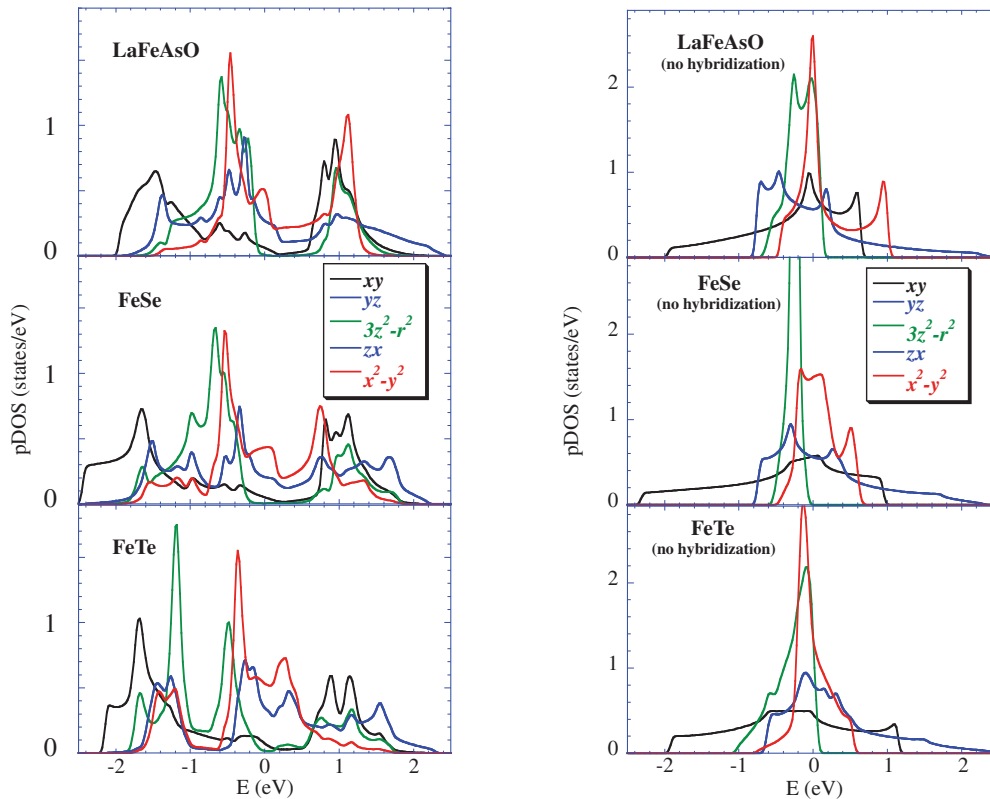 LaFeAsO
1
0
FeSe
xy
yz
3z²-r²
zx
x²-y²
1
0
FeTe
1
0
-2 -1 0 1 2
E (eV)
pDOS (states/eV)
LaFeAsO
(no hybridization)
2
1
0
FeSe
(no hybridization)
xy
yz
3z²-r²
zx
x²-y²
2
1
0
FeTe
(no hybridization)
2
1
0
-2 -1 0 1 2
E (eV)
pDOS (states/eV)